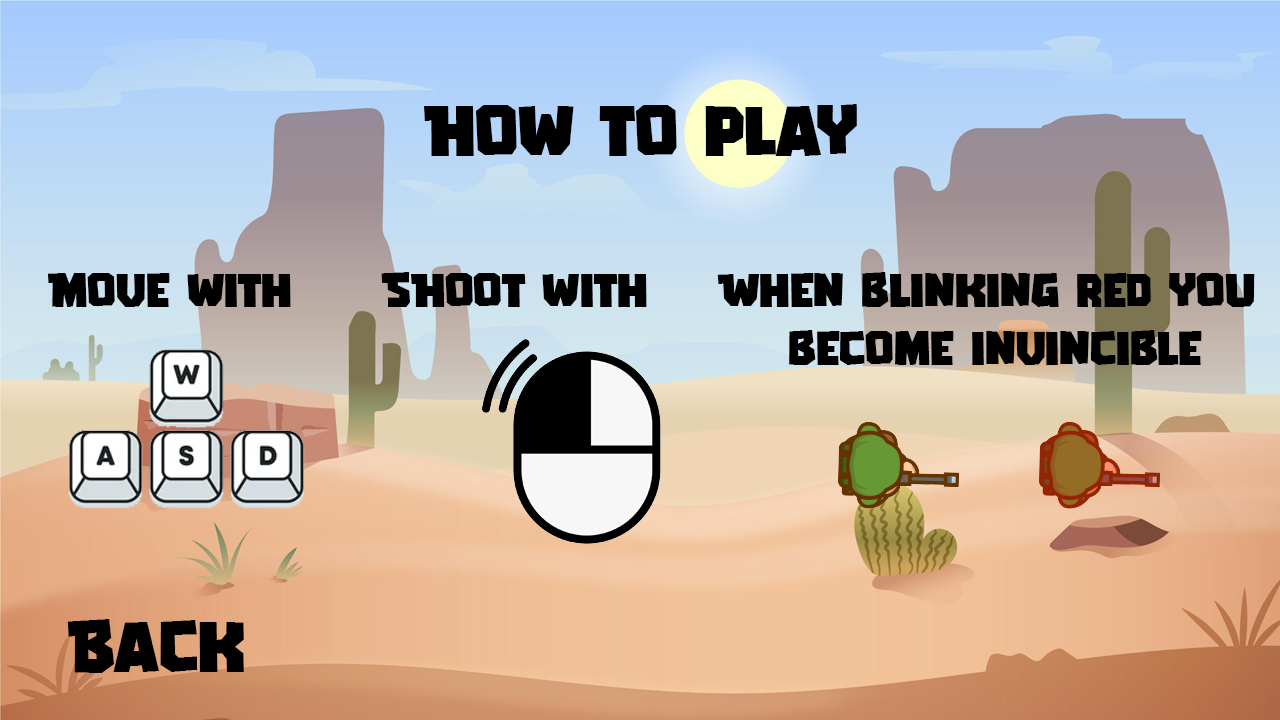 How to Play
Move with
Shoot with
When blinking red you
become invincible
W
A
S
D
Back